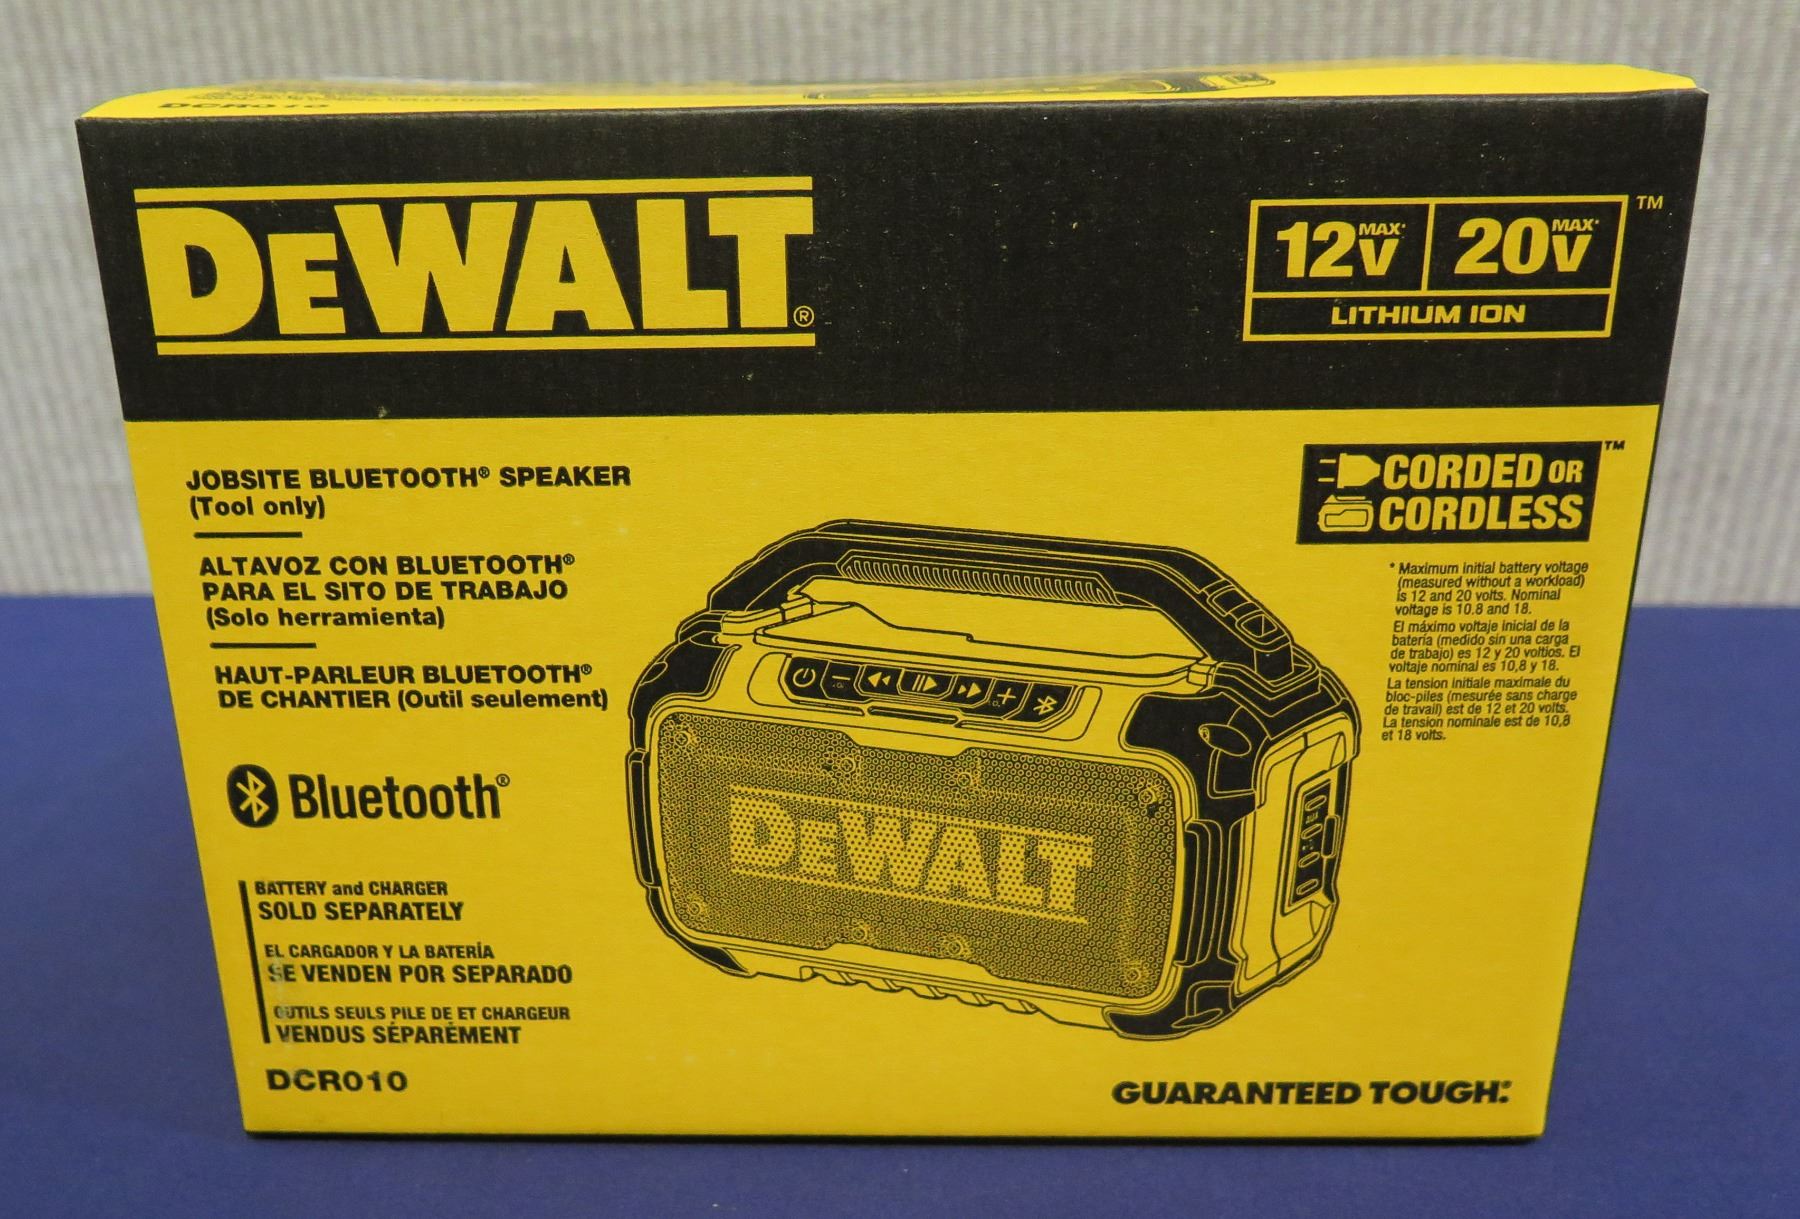 DCR010
DEWALT®
12V MAX* 20V MAX* TM
LITHIUM ION
JOBSITE BLUETOOTH® SPEAKER
(Tool only)
ALTAVOZ CON BLUETOOTH®
PARA EL SITO DE TRABAJO
(Solo herramienta)
HAUT-PARLEUR BLUETOOTH®
DE CHANTIER (Outil seulement)
Bluetooth®
BATTERY and CHARGER
SOLD SEPARATELY
EL CARGADOR Y LA BATERÍA
SE VENDEN POR SEPARADO
OUTILS SEULS PILE DE ET CHARGEUR
VENDUS SÉPARÉMENT
DCR010
CORDED OR TM
CORDLESS
* Maximum initial battery voltage
(measured without a workload)
is 12 and 20 volts. Nominal
voltage is 10.8 and 18.
El máximo voltaje inicial de la
batería (medido sin una carga
de trabajo) es 12 y 20 voltios. El
voltaje nominal es 10,8 y 18.
La tension initiale maximale du
bloc-piles (mesurée sans charge
de travail) est de 12 et 20 volts.
La tension nominale est de 10,8
et 18 volts.
DEWALT
AUX
GUARANTEED TOUGH®